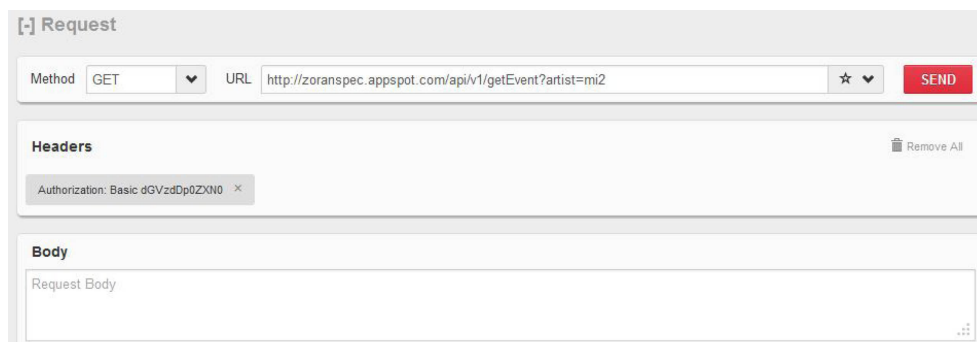 [-] Request
Method GET URL http://zoranspec.appspot.com/api/v1/getEvent?artist=mi2 SEND
Headers Remove All
Authorization: Basic dGVzdDp0ZXN0 ×
Body
Request Body